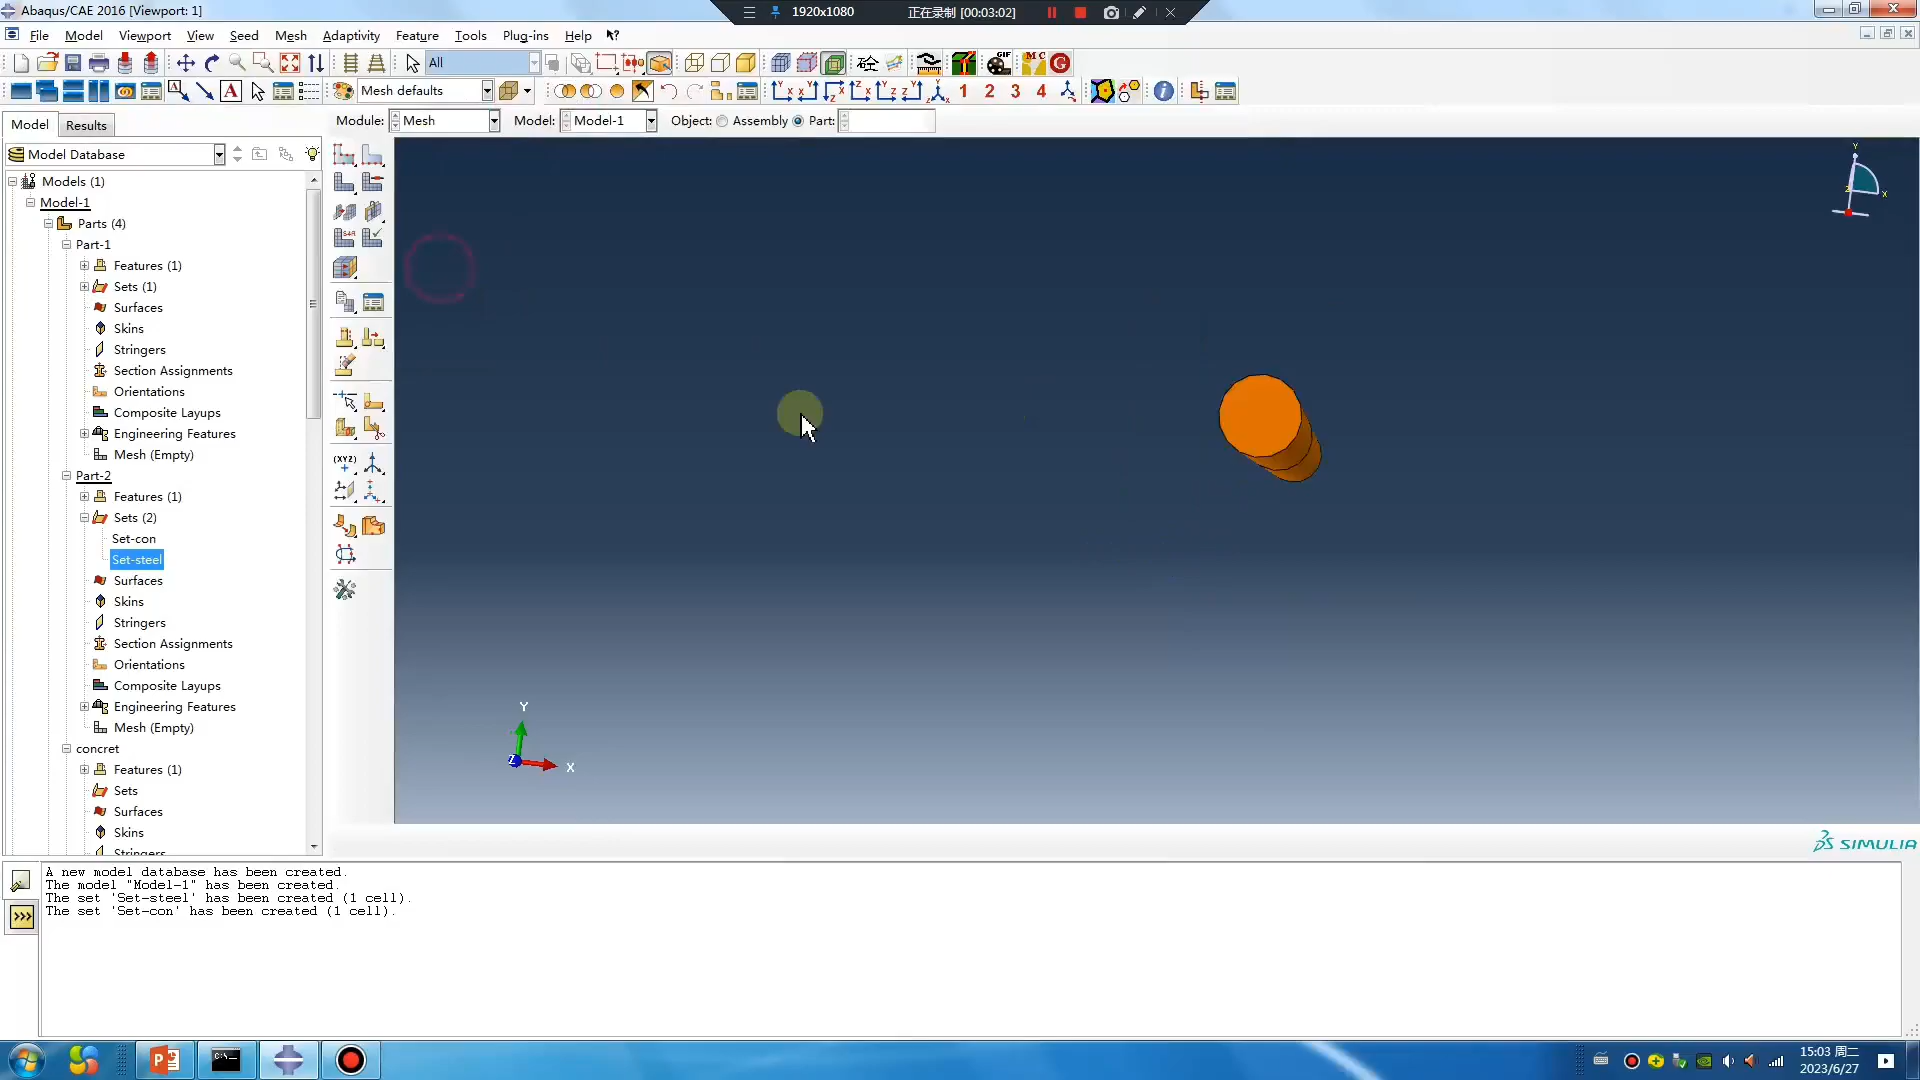 Abaqus/CAE 2016 [Viewport: 1]
1920x1080 正在录制 [00:03:02]
File Model Viewport View Seed Mesh Adaptivity Feature Tools Plug-ins Help
All
砼 GIF M C G
A Mesh defaults 1 2 3 4
Model Results
Module: Mesh Model: Model-1 Object: Assembly Part:
Model Database
Models (1)
Model-1
Parts (4)
Part-1
Features (1)
Sets (1)
Surfaces
Skins
Stringers
Section Assignments
Orientations
Composite Layups
Engineering Features
Mesh (Empty)
Part-2
Features (1)
Sets (2)
Set-con
Set-steel
Surfaces
Skins
Stringers
Section Assignments
Orientations
Composite Layups
Engineering Features
Mesh (Empty)
concret
Features (1)
Sets
Surfaces
Skins
Stringers
(XYZ)
Y
X
Z
Y
X
Z
SIMULIA
A new model database has been created.
The model "Model-1" has been created.
The set 'Set-steel' has been created (1 cell).
The set 'Set-con' has been created (1 cell).
15:03 周二
2023/6/27